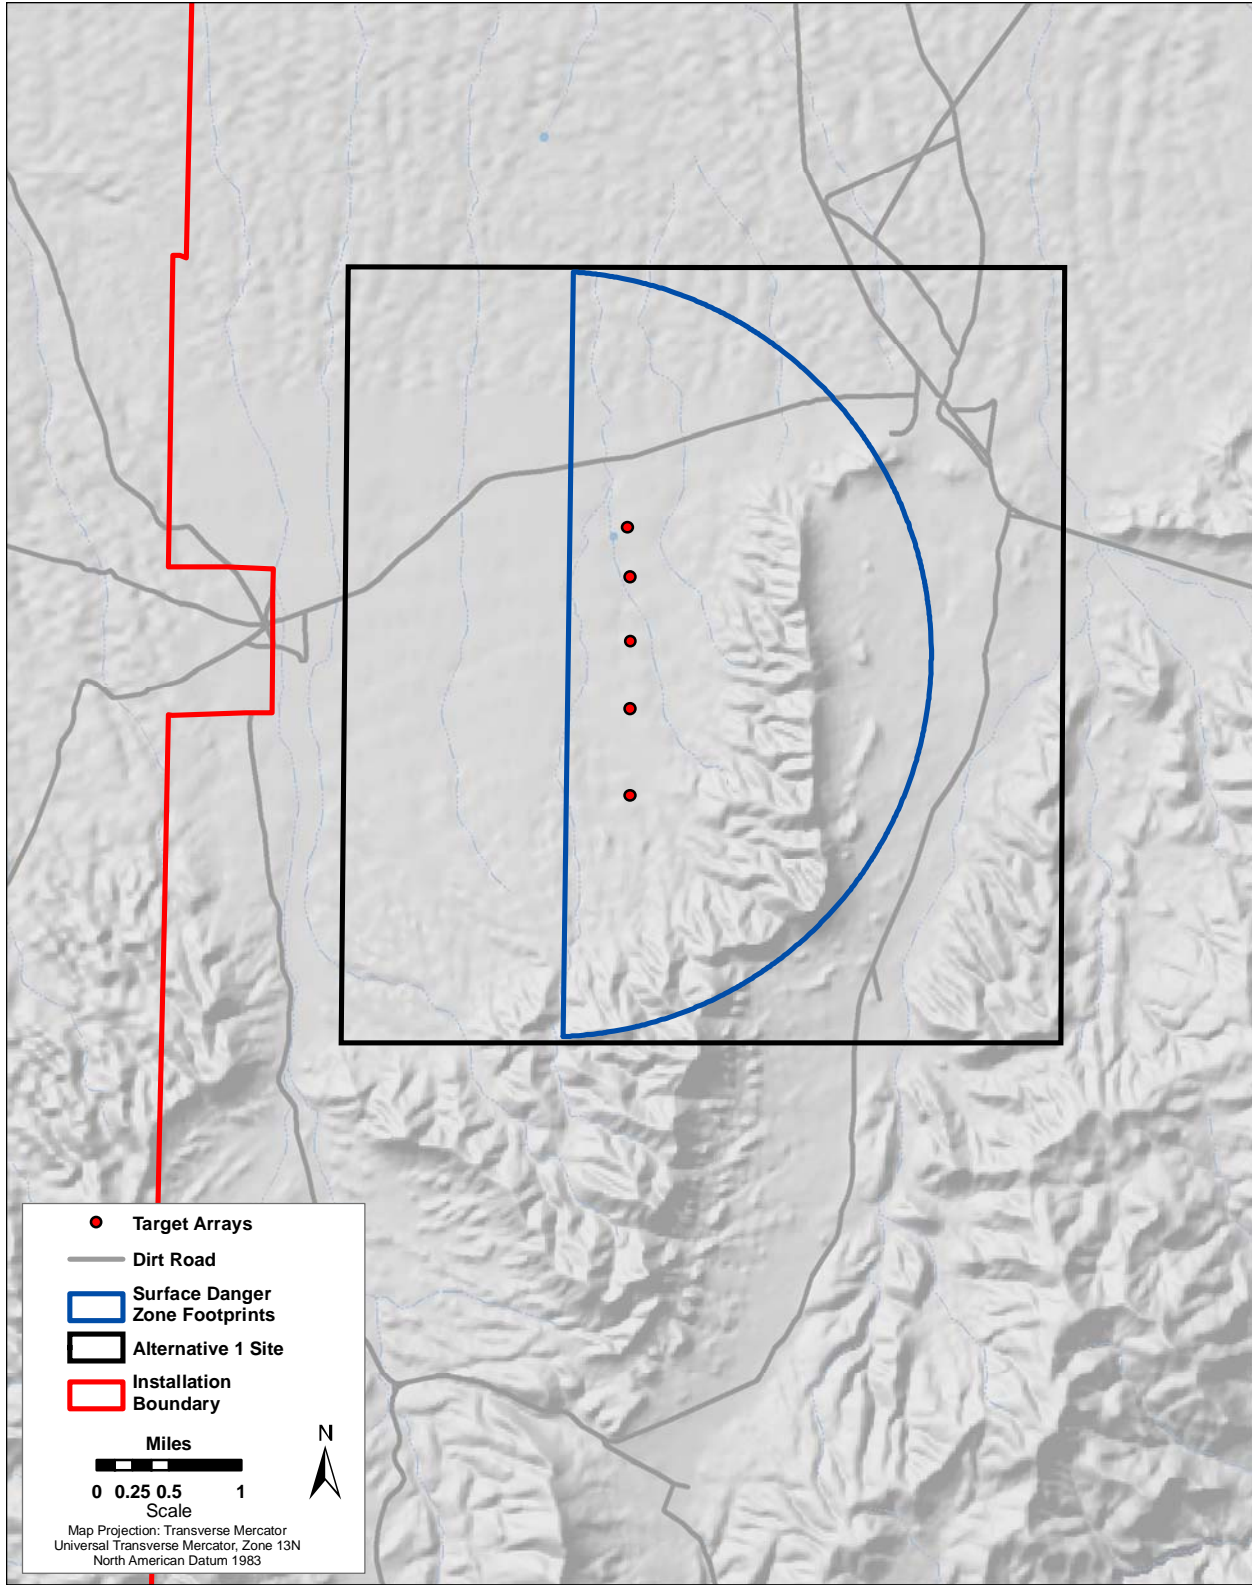 Target Arrays
Dirt Road
Surface Danger
Zone Footprints
Alternative 1 Site
Installation
Boundary
Miles
N
0 0.25 0.5 1
Scale
Map Projection: Transverse Mercator
Universal Transverse Mercator, Zone 13N
North American Datum 1983